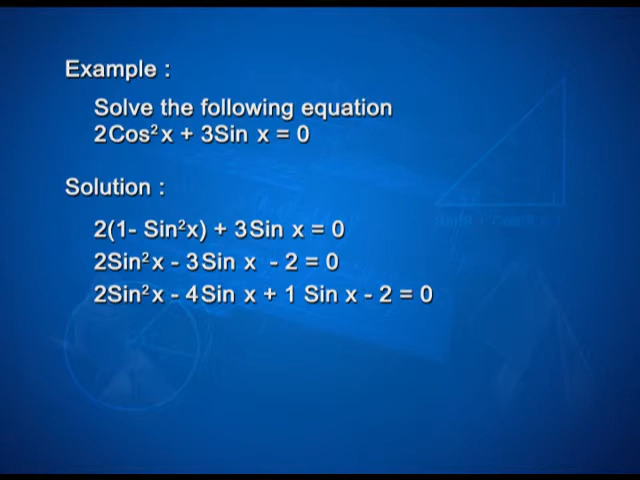 Example :
Solve the following equation
2Cos²x + 3Sin x = 0
Solution :
2(1- Sin²x) + 3Sin x = 0
2Sin²x - 3Sin x - 2 = 0
2Sin²x - 4Sin x + 1 Sin x - 2 = 0